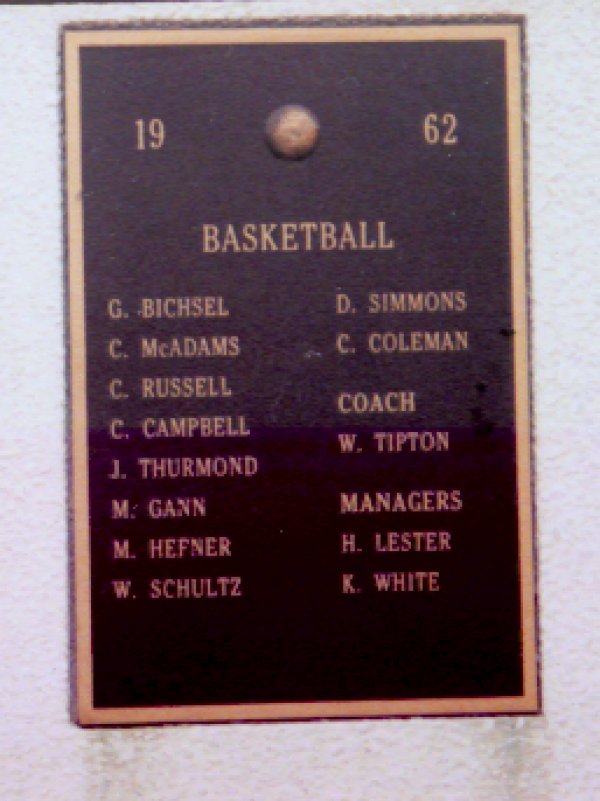 19 62
BASKETBALL
G. BICHSEL
C. McADAMS
C. RUSSELL
C. CAMPBELL
J. THURMOND
M. GANN
M. HEFNER
W. SCHULTZ
D. SIMMONS
C. COLEMAN
COACH
W. TIPTON
MANAGERS
H. LESTER
K. WHITE